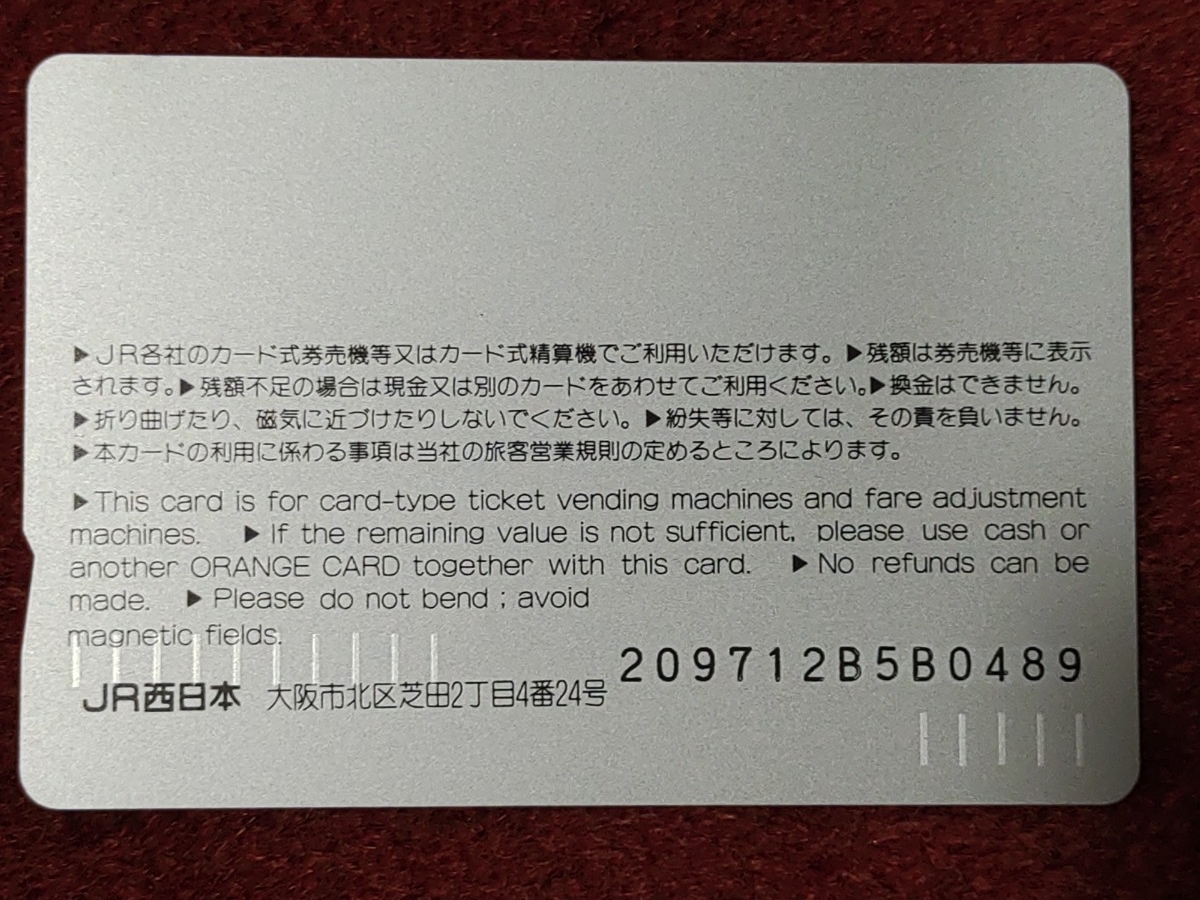 ▶JR各社のカード式券売機等又はカード式精算機でご利用いただけます。▶残額は券売機等に表示
されます。▶残額不足の場合は現金又は別のカードをあわせてご利用ください。▶換金はできません。
▶折り曲げたり、磁気に近づけたりしないでください。▶紛失等に対しては、その責を負いません。
▶本カードの利用に係わる事項は当社の旅客営業規則の定めるところによります。
▶This card is for card-type ticket vending machines and fare adjustment
machines. ▶If the remaining value is not sufficient, please use cash or
another ORANGE CARD together with this card. ▶No refunds can be
made. ▶Please do not bend ; avoid
magnetic fields.
209712B5B0489
JR西日本 大阪市北区芝田2丁目4番24号